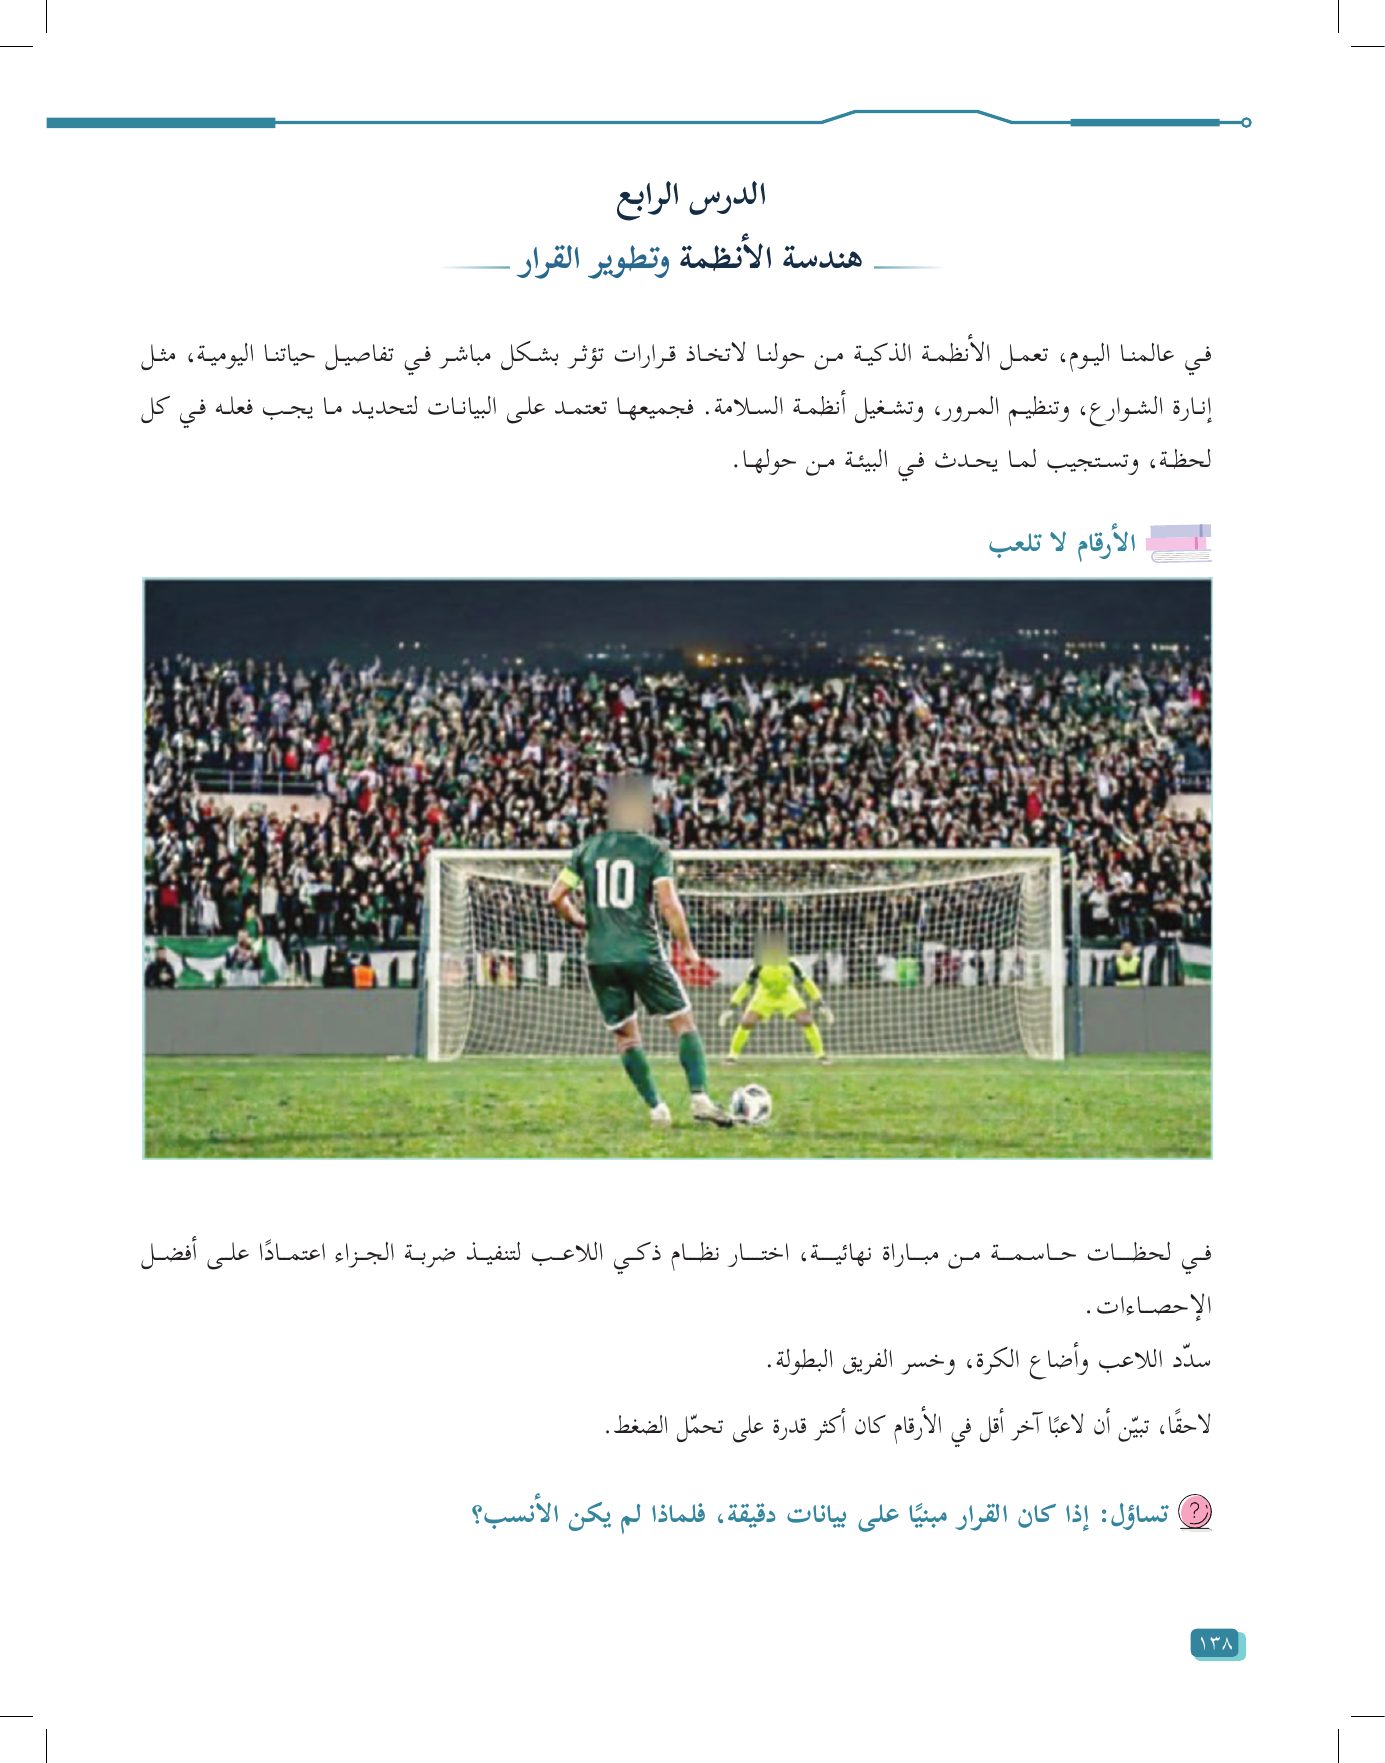 الدرس الرابع
هندسة الأنظمة وتطوير القرار
في عالمنا اليوم، تعمل الأنظمة الذكية من حولنا لاتخاذ قرارات تؤثر بشكل مباشر في تفاصيل حياتنا اليومية، مثل
إنارة الشوارع، وتنظيم المرور، وتشغيل أنظمة السلامة. فجميعها تعتمد على البيانات لتحديد ما يجب فعله في كل
لحظة، وتستجيب لما يحدث في البيئة من حولها.
الأرقام لا تلعب
10
في لحظات حاسمة من مباراة نهائية، اختار نظام ذكي اللاعب لتنفيذ ضربة الجزاء اعتمادًا على أفضل
الإحصاءات.
سدّد اللاعب وأضاع الكرة، وخسر الفريق البطولة.
لاحقًا، تبيّن أن لاعبًا آخر أقل في الأرقام كان أكثر قدرة على تحمّل الضغط.
? تساؤل: إذا كان القرار مبنيًا على بيانات دقيقة، فلماذا لم يكن الأنسب؟
١٣٨